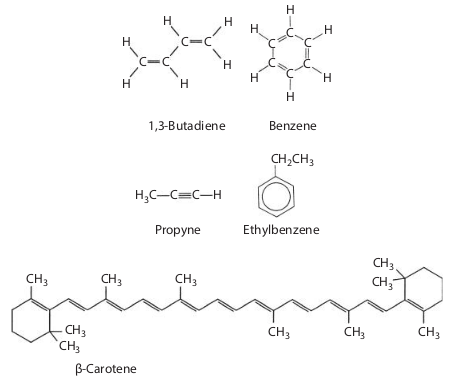 H
H H H H
C=C C C
H C C
C=C C C
H H H H
H H
1,3-Butadiene Benzene
CH₂CH₃
H₃C—C≡C—H
Propyne Ethylbenzene
CH₃
CH₃ CH₃ CH₃ CH₃
CH₃ CH₃ CH₃ CH₃
CH₃
β-Carotene